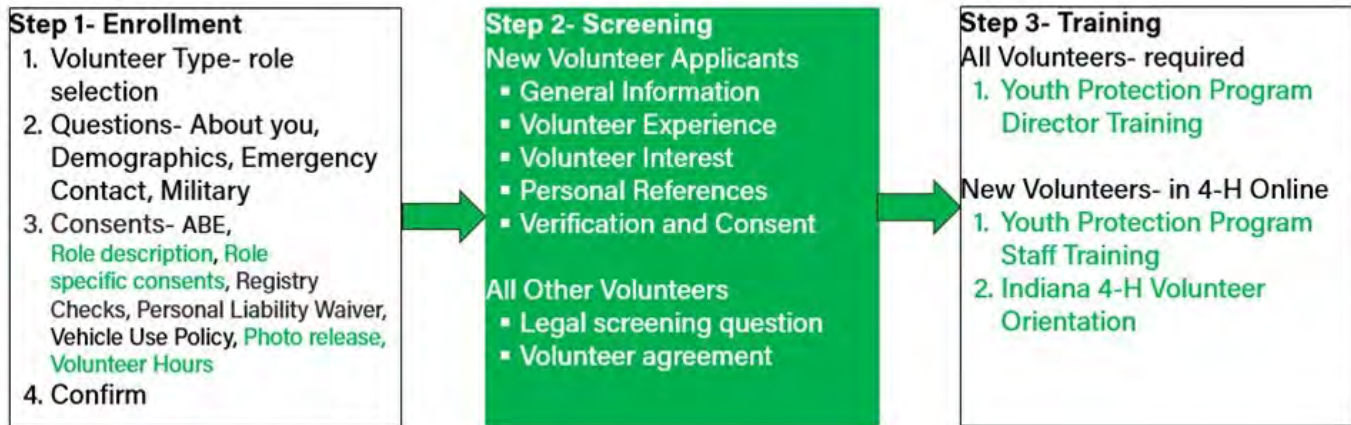 Step 1- Enrollment
1. Volunteer Type- role
selection
2. Questions- About you,
Demographics, Emergency
Contact, Military
3. Consents- ABE,
Role description, Role
specific consents, Registry
Checks, Personal Liability Waiver,
Vehicle Use Policy, Photo release,
Volunteer Hours
4. Confirm
Step 2- Screening
New Volunteer Applicants
▪ General Information
▪ Volunteer Experience
▪ Volunteer Interest
▪ Personal References
▪ Verification and Consent
All Other Volunteers
▪ Legal screening question
▪ Volunteer agreement
Step 3- Training
All Volunteers- required
1. Youth Protection Program
Director Training
New Volunteers- in 4-H Online
1. Youth Protection Program
Staff Training
2. Indiana 4-H Volunteer
Orientation